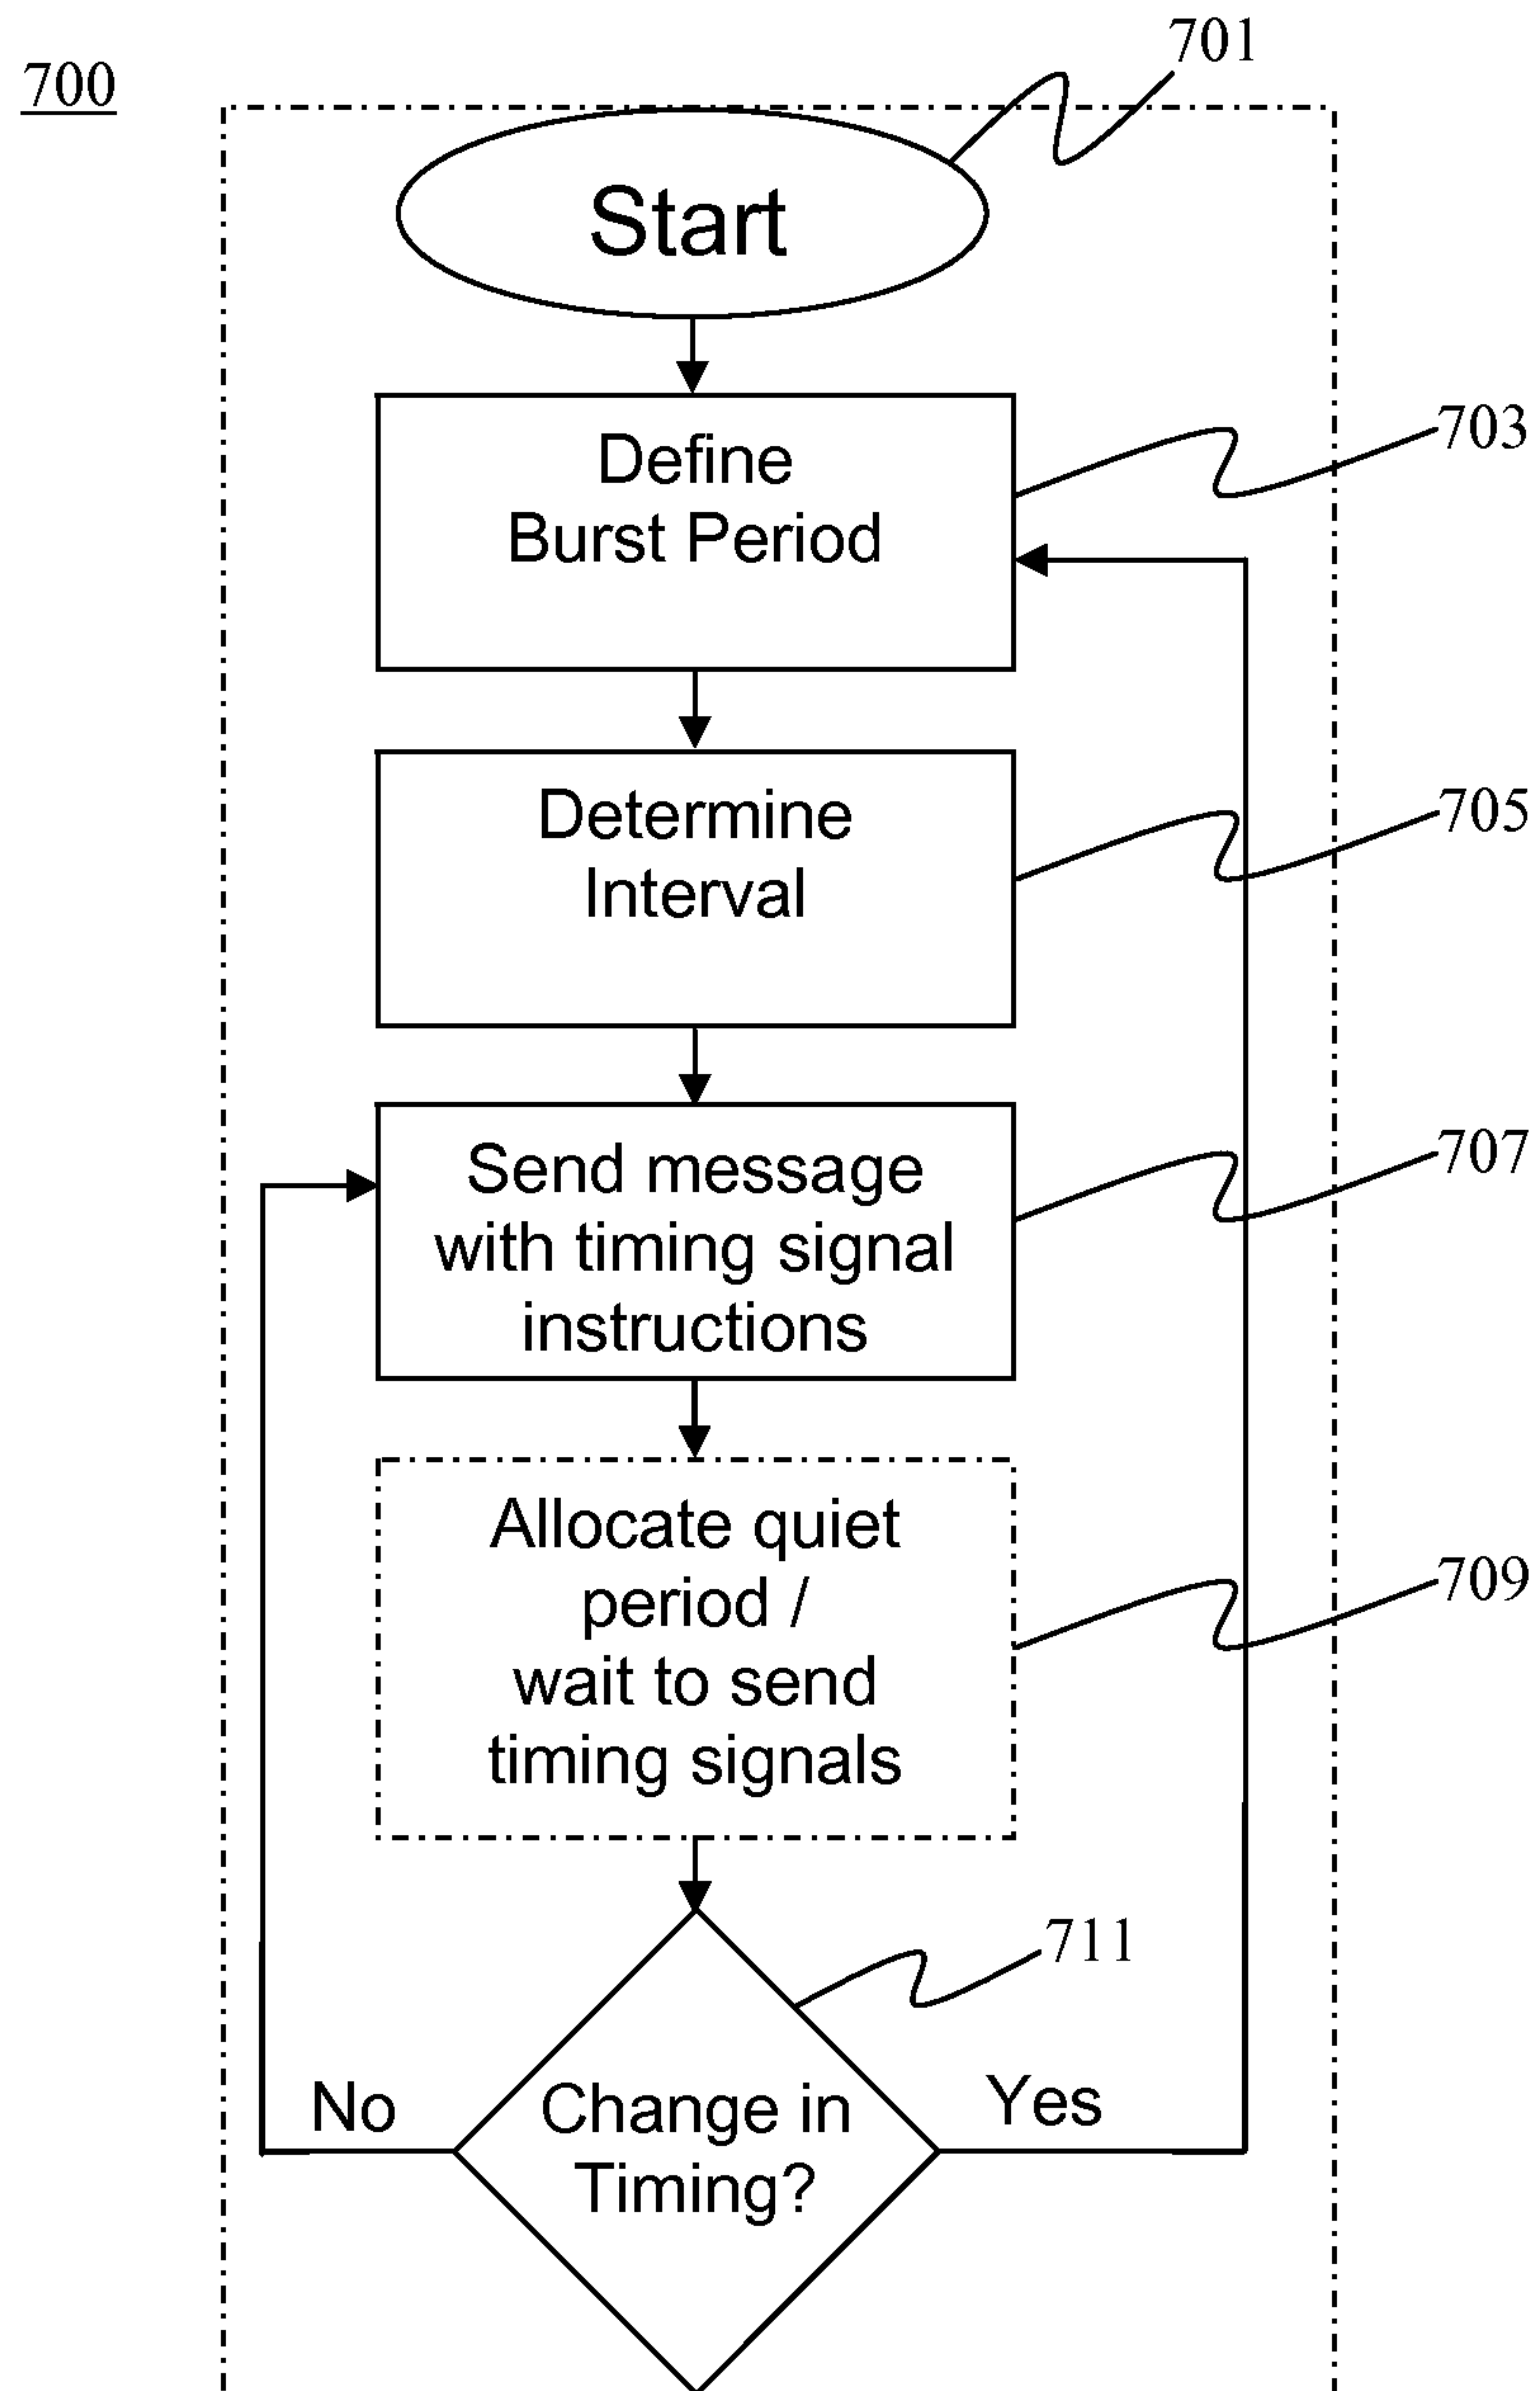 701
700
Start
703
Define
Burst Period
705
Determine
Interval
707
Send message
with timing signal
instructions
709
Allocate quiet
period /
wait to send
timing signals
711
No
Yes
Change in
Timing?